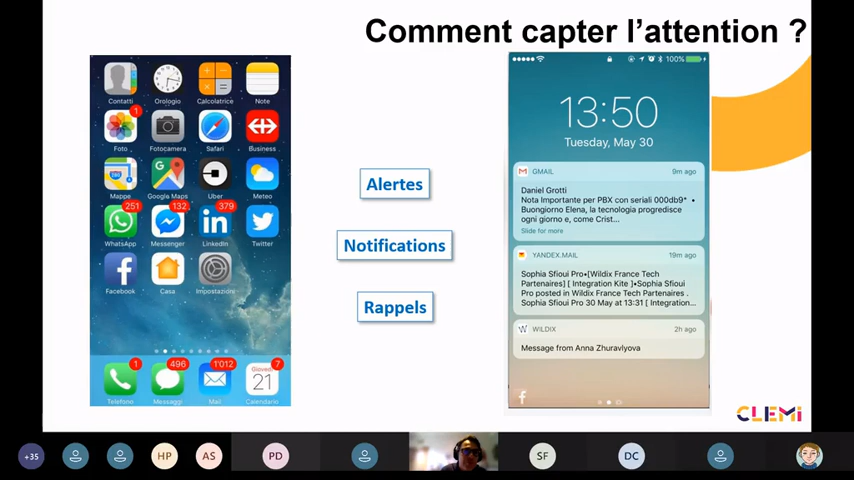 Comment capter l'attention ?
Contatti
Orologio
Calcolatrice
Note
1
Foto
Fotocamera
Safari
Business
Mappe
Google Maps
Uber
Meteo
251
132
379
WhatsApp
Messenger
LinkedIn
Twitter
Facebook
Casa
Impostazioni
1
496
1'012
7
Giovedì
21
Telefono
Messaggi
Mail
Calendario
Alertes
Notifications
Rappels
100%
13:50
Tuesday, May 30
GMAIL 9m ago
Daniel Grotti
Nota Importante per PBX con seriali 000db9* •
Buongiorno Elena, la tecnologia progredisce
ogni giorno e, come Crist...
Slide for more
YANDEX.MAIL 19m ago
Sophia Sfioui Pro•[Wildix France Tech
Partenaires] [ Integration Kite ]•Sophia Sfioui
Pro posted in Wildix France Tech Partenaires .
Sophia Sfioui Pro 30 May at 13:31 [ Integration...
WILDIX 2h ago
Message from Anna Zhuravlyova
CLEMI
+35
HP
AS
PD
SF
DC